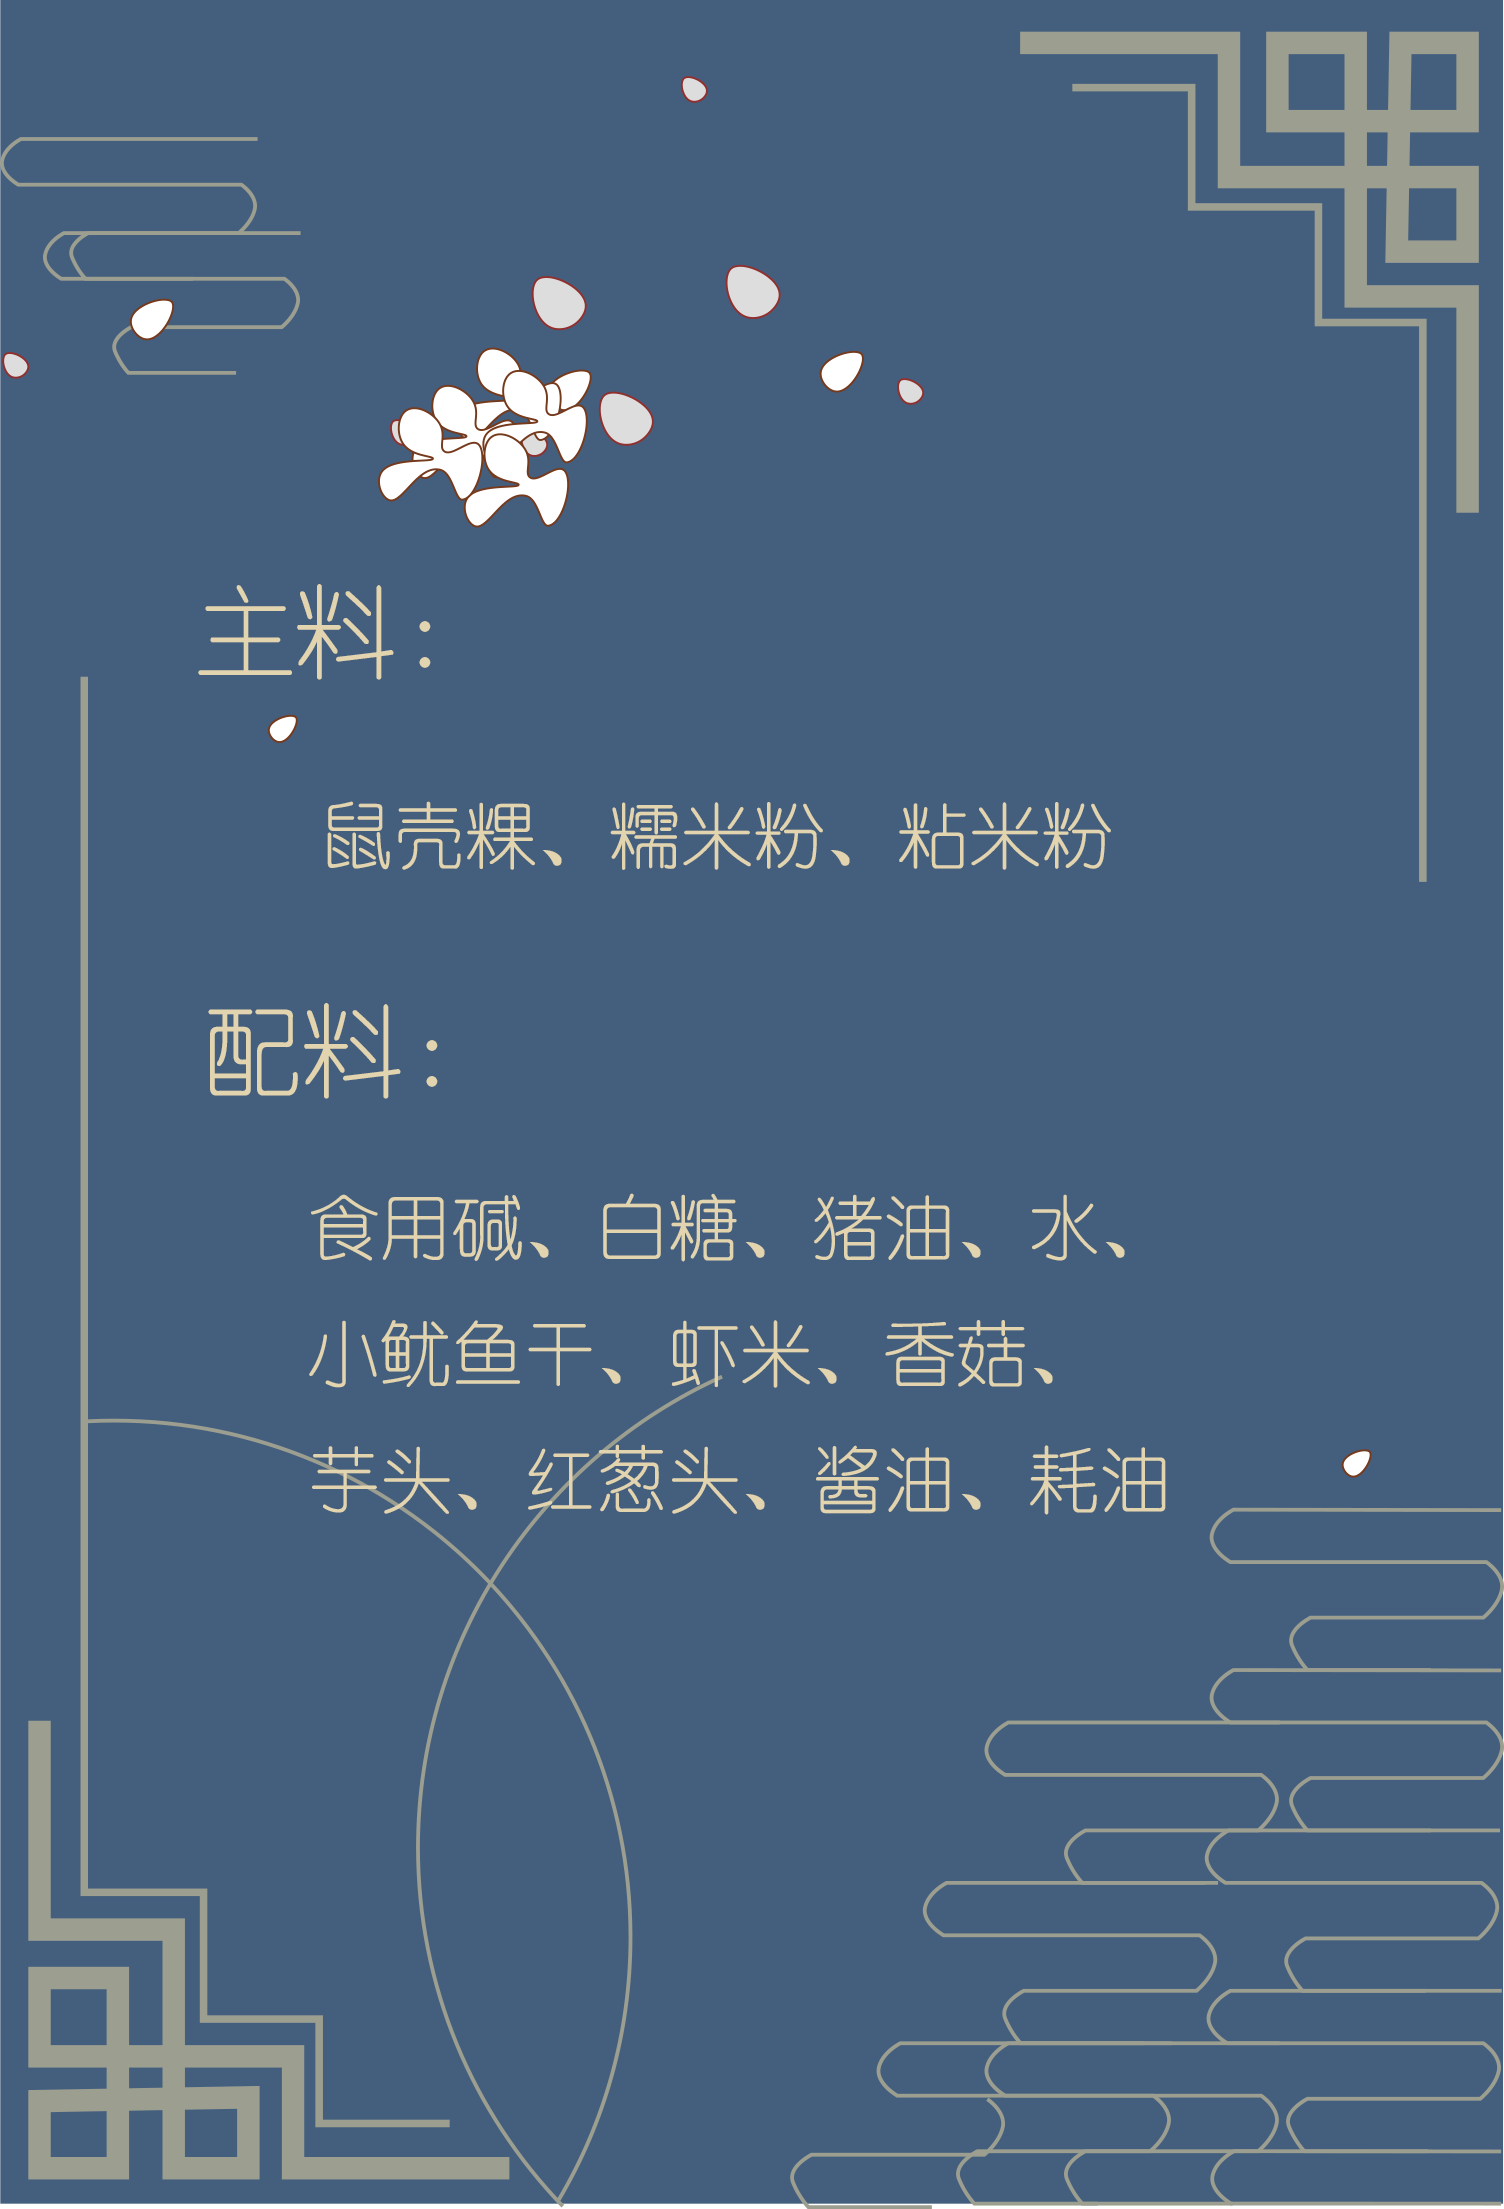 主料：
鼠壳粿、糯米粉、粘米粉
配料：
食用碱、白糖、猪油、水、
小鱿鱼干、虾米、香菇、
芋头、红葱头、酱油、耗油